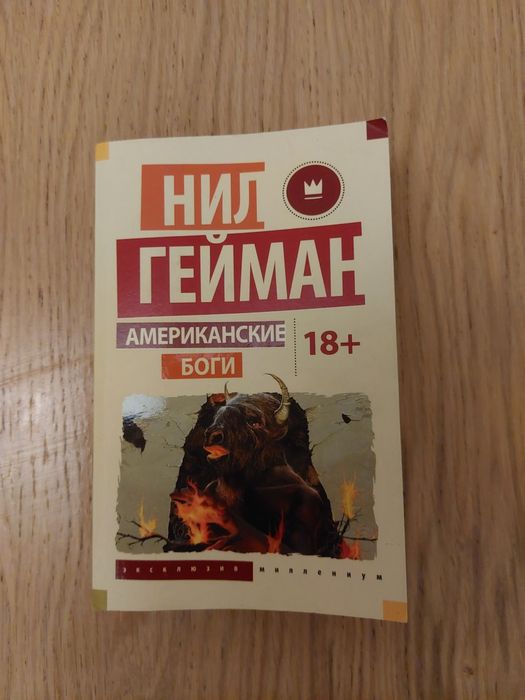 НИЛ
ГЕЙМАН
АМЕРИКАНСКИЕ
БОГИ
18+
эксклюзив миллениум